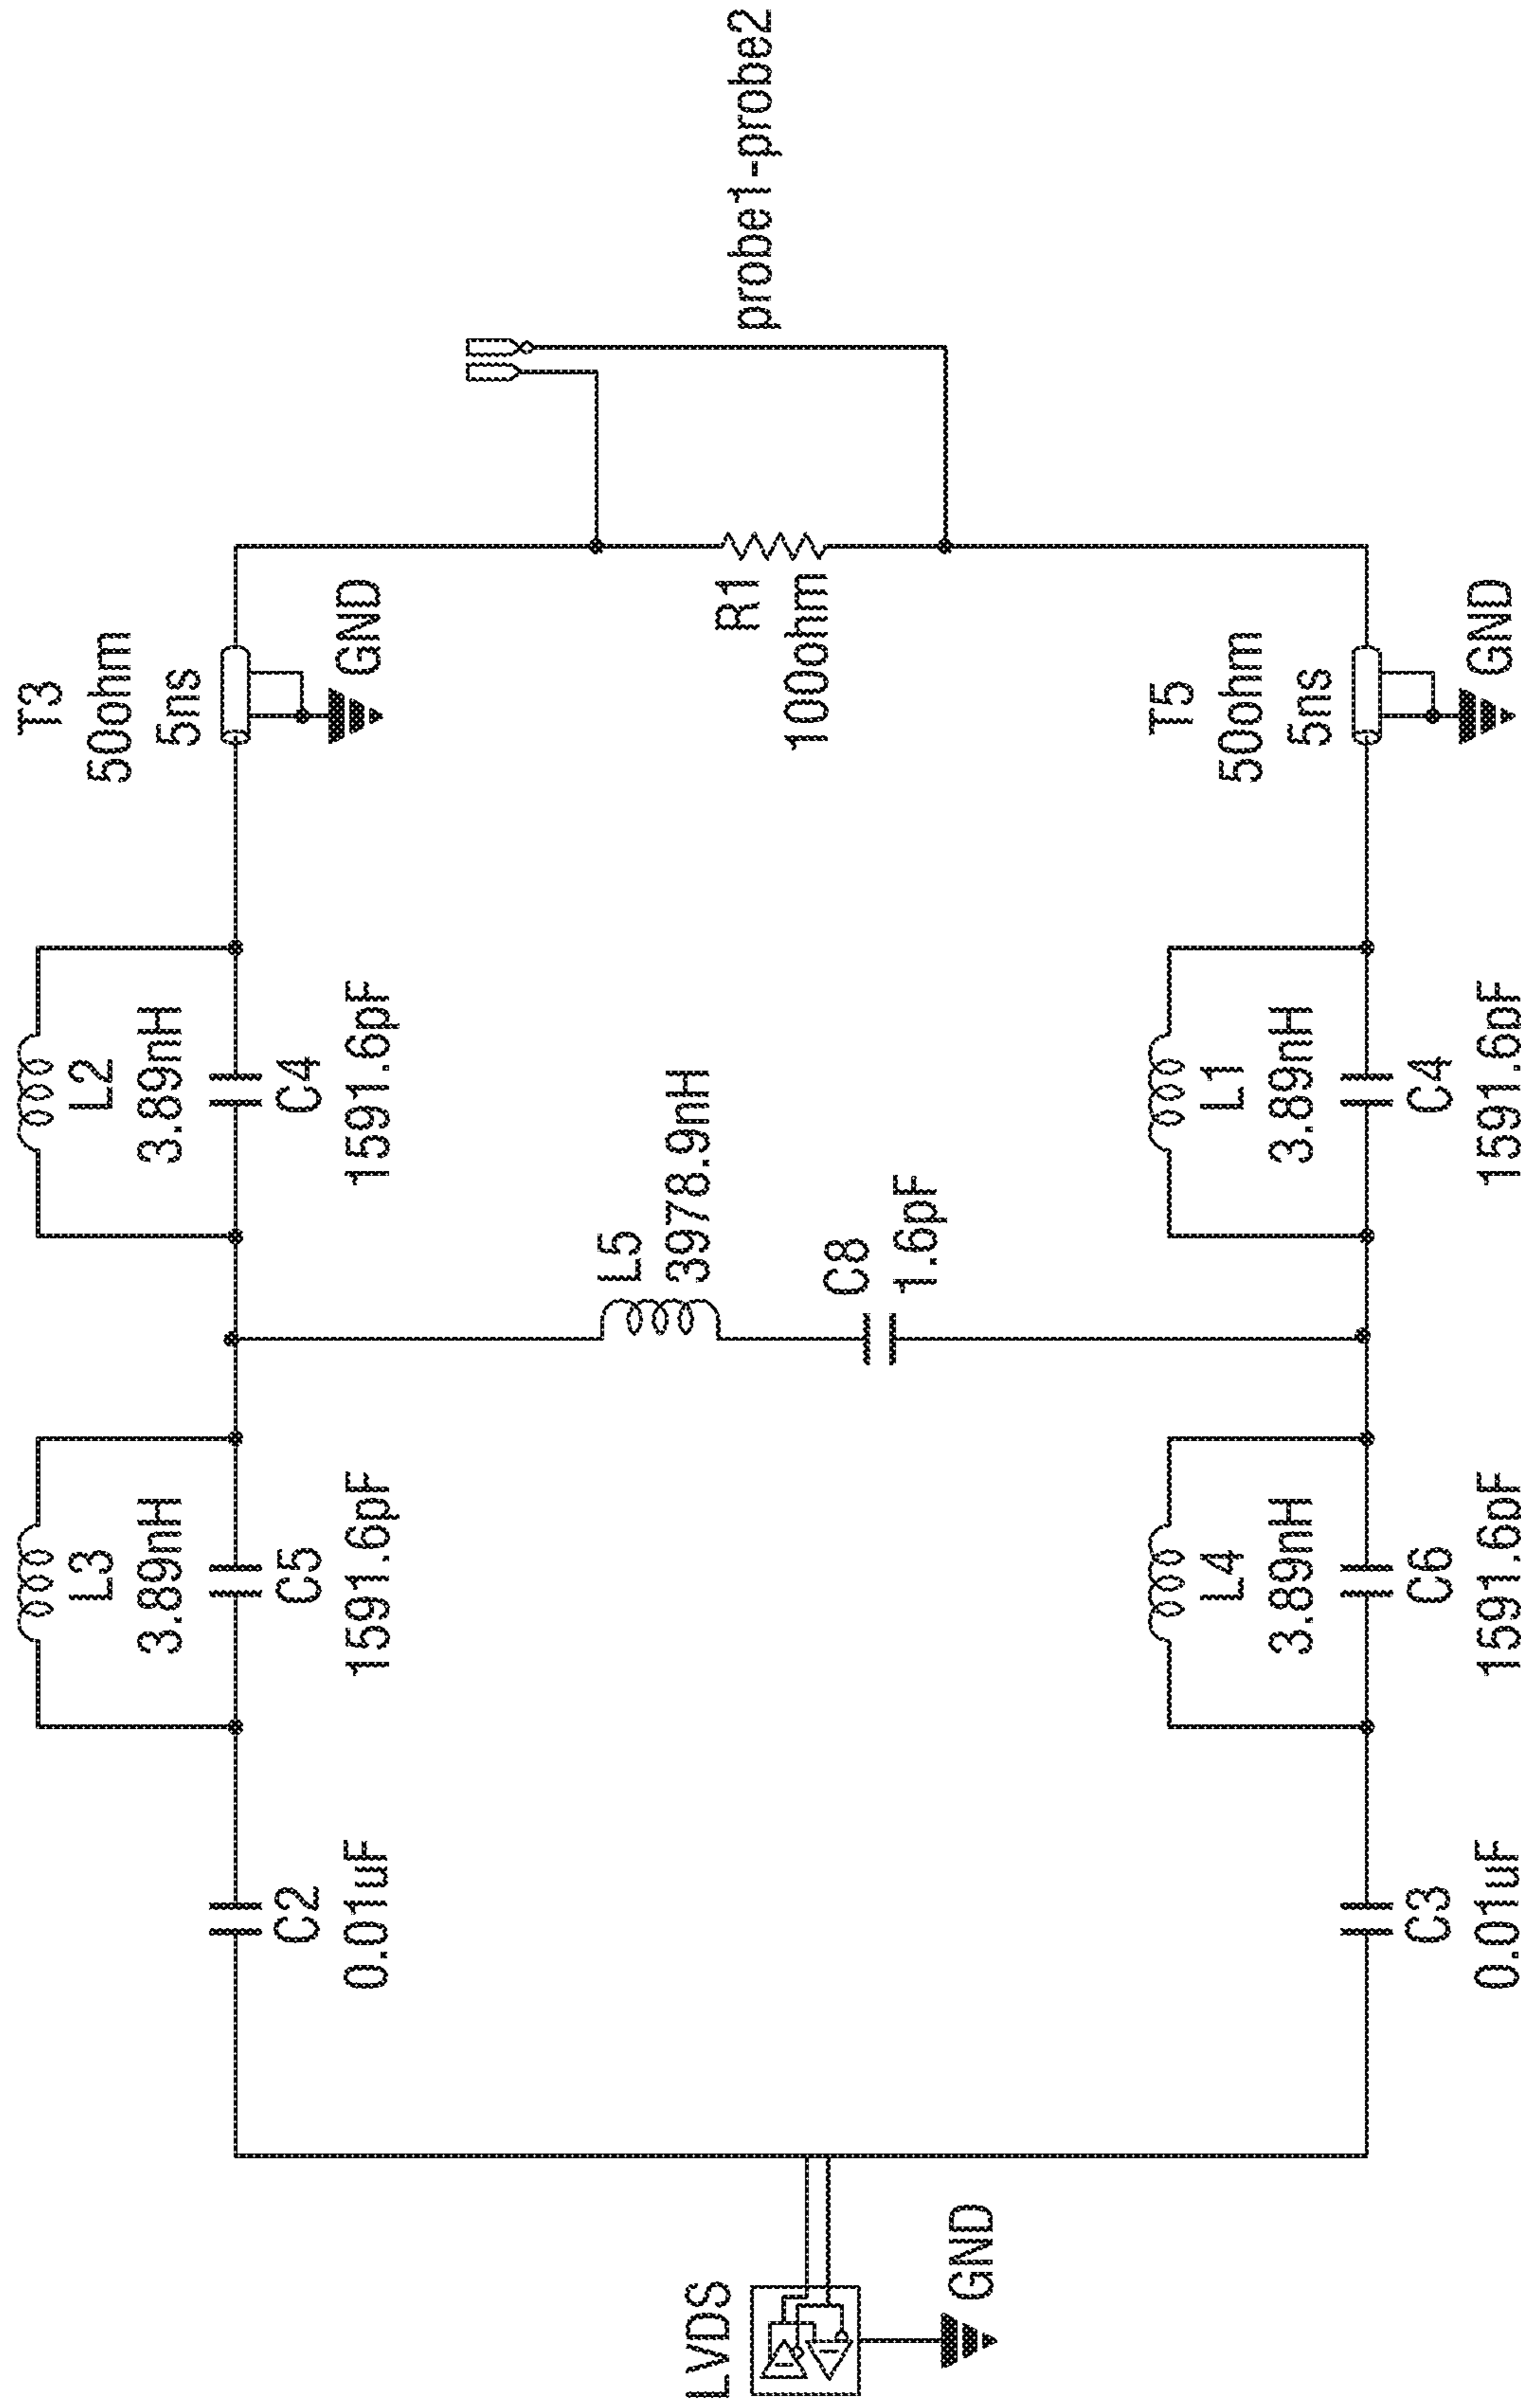 LVDS
GND
C2
0.01uF
L3
3.89nH
C5
1591.6pF
L2
3.89nH
C4
1591.6pF
T3
50ohm
5ns
GND
L5
3978.9nH
C8
1.6pF
R1
100ohm
probe1-probe2
C3
0.01uF
L4
3.89nH
C6
1591.6pF
L1
3.89nH
C4
1591.6pF
T5
50ohm
5ns
GND